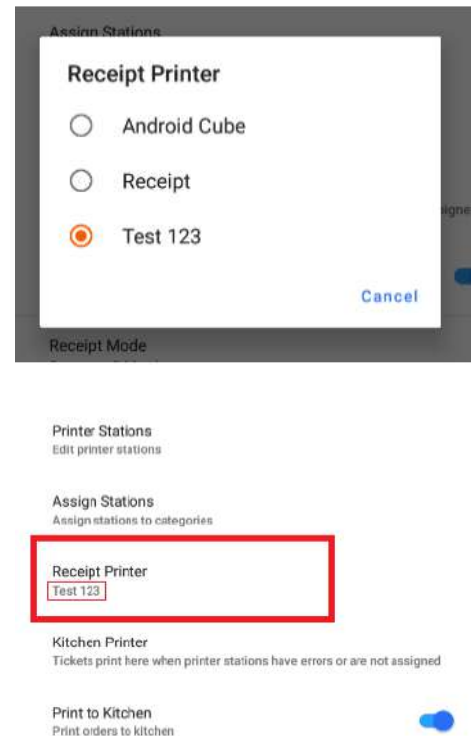 Assign Stations
Receipt Printer
Android Cube
Receipt
Test 123
Cancel
Receipt Mode
Printer Stations
Edit printer stations
Assign Stations
Assign stations to categories
Receipt Printer
Test 123
Kitchen Printer
Tickets print here when printer stations have errors or are not assigned
Print to Kitchen
Print orders to kitchen